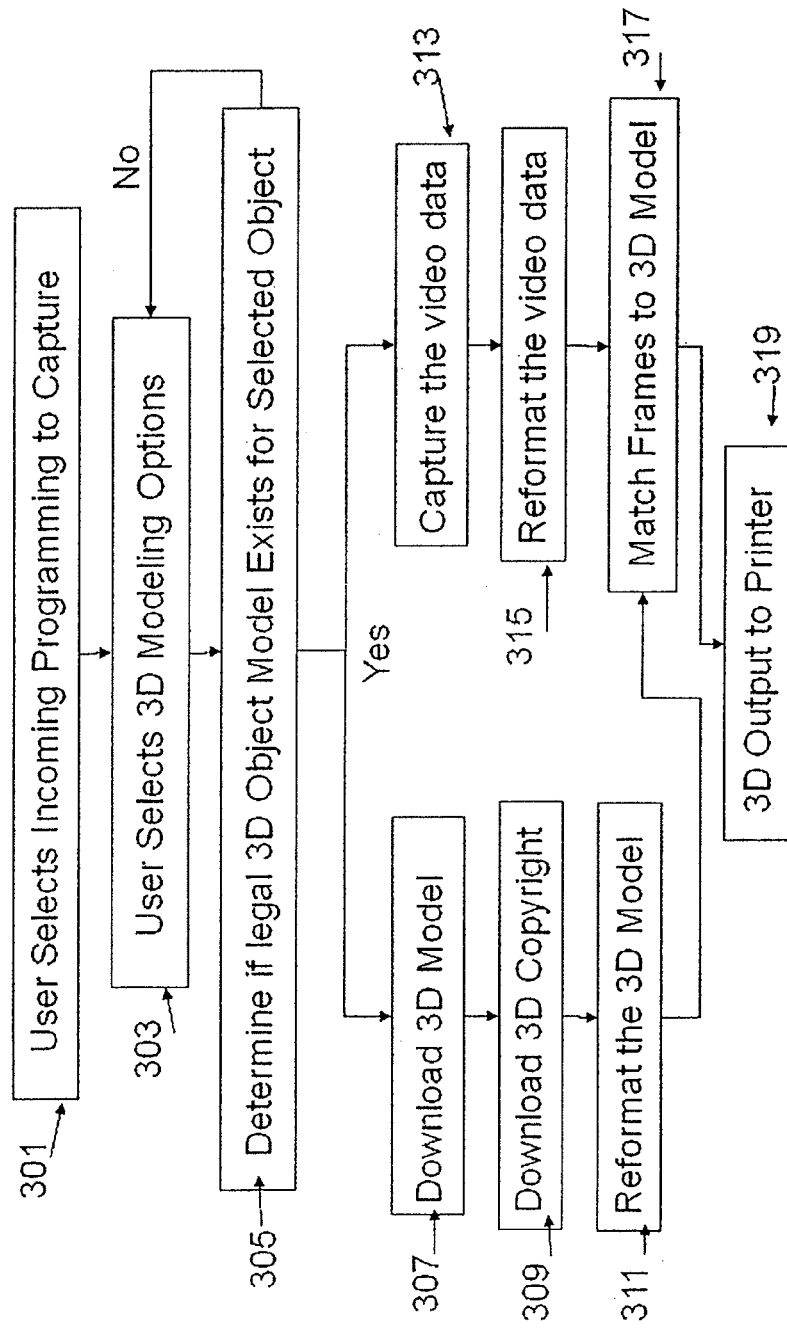 User Selects Incoming Programming to Capture
301
User Selects 3D Modeling Options
303
No
Determine if legal 3D Object Model Exists for Selected Object
305
Yes
Download 3D Model
307
Download 3D Copyright
309
Reformat the 3D Model
311
Capture the video data
313
Reformat the video data
315
Match Frames to 3D Model
317
3D Output to Printer
319